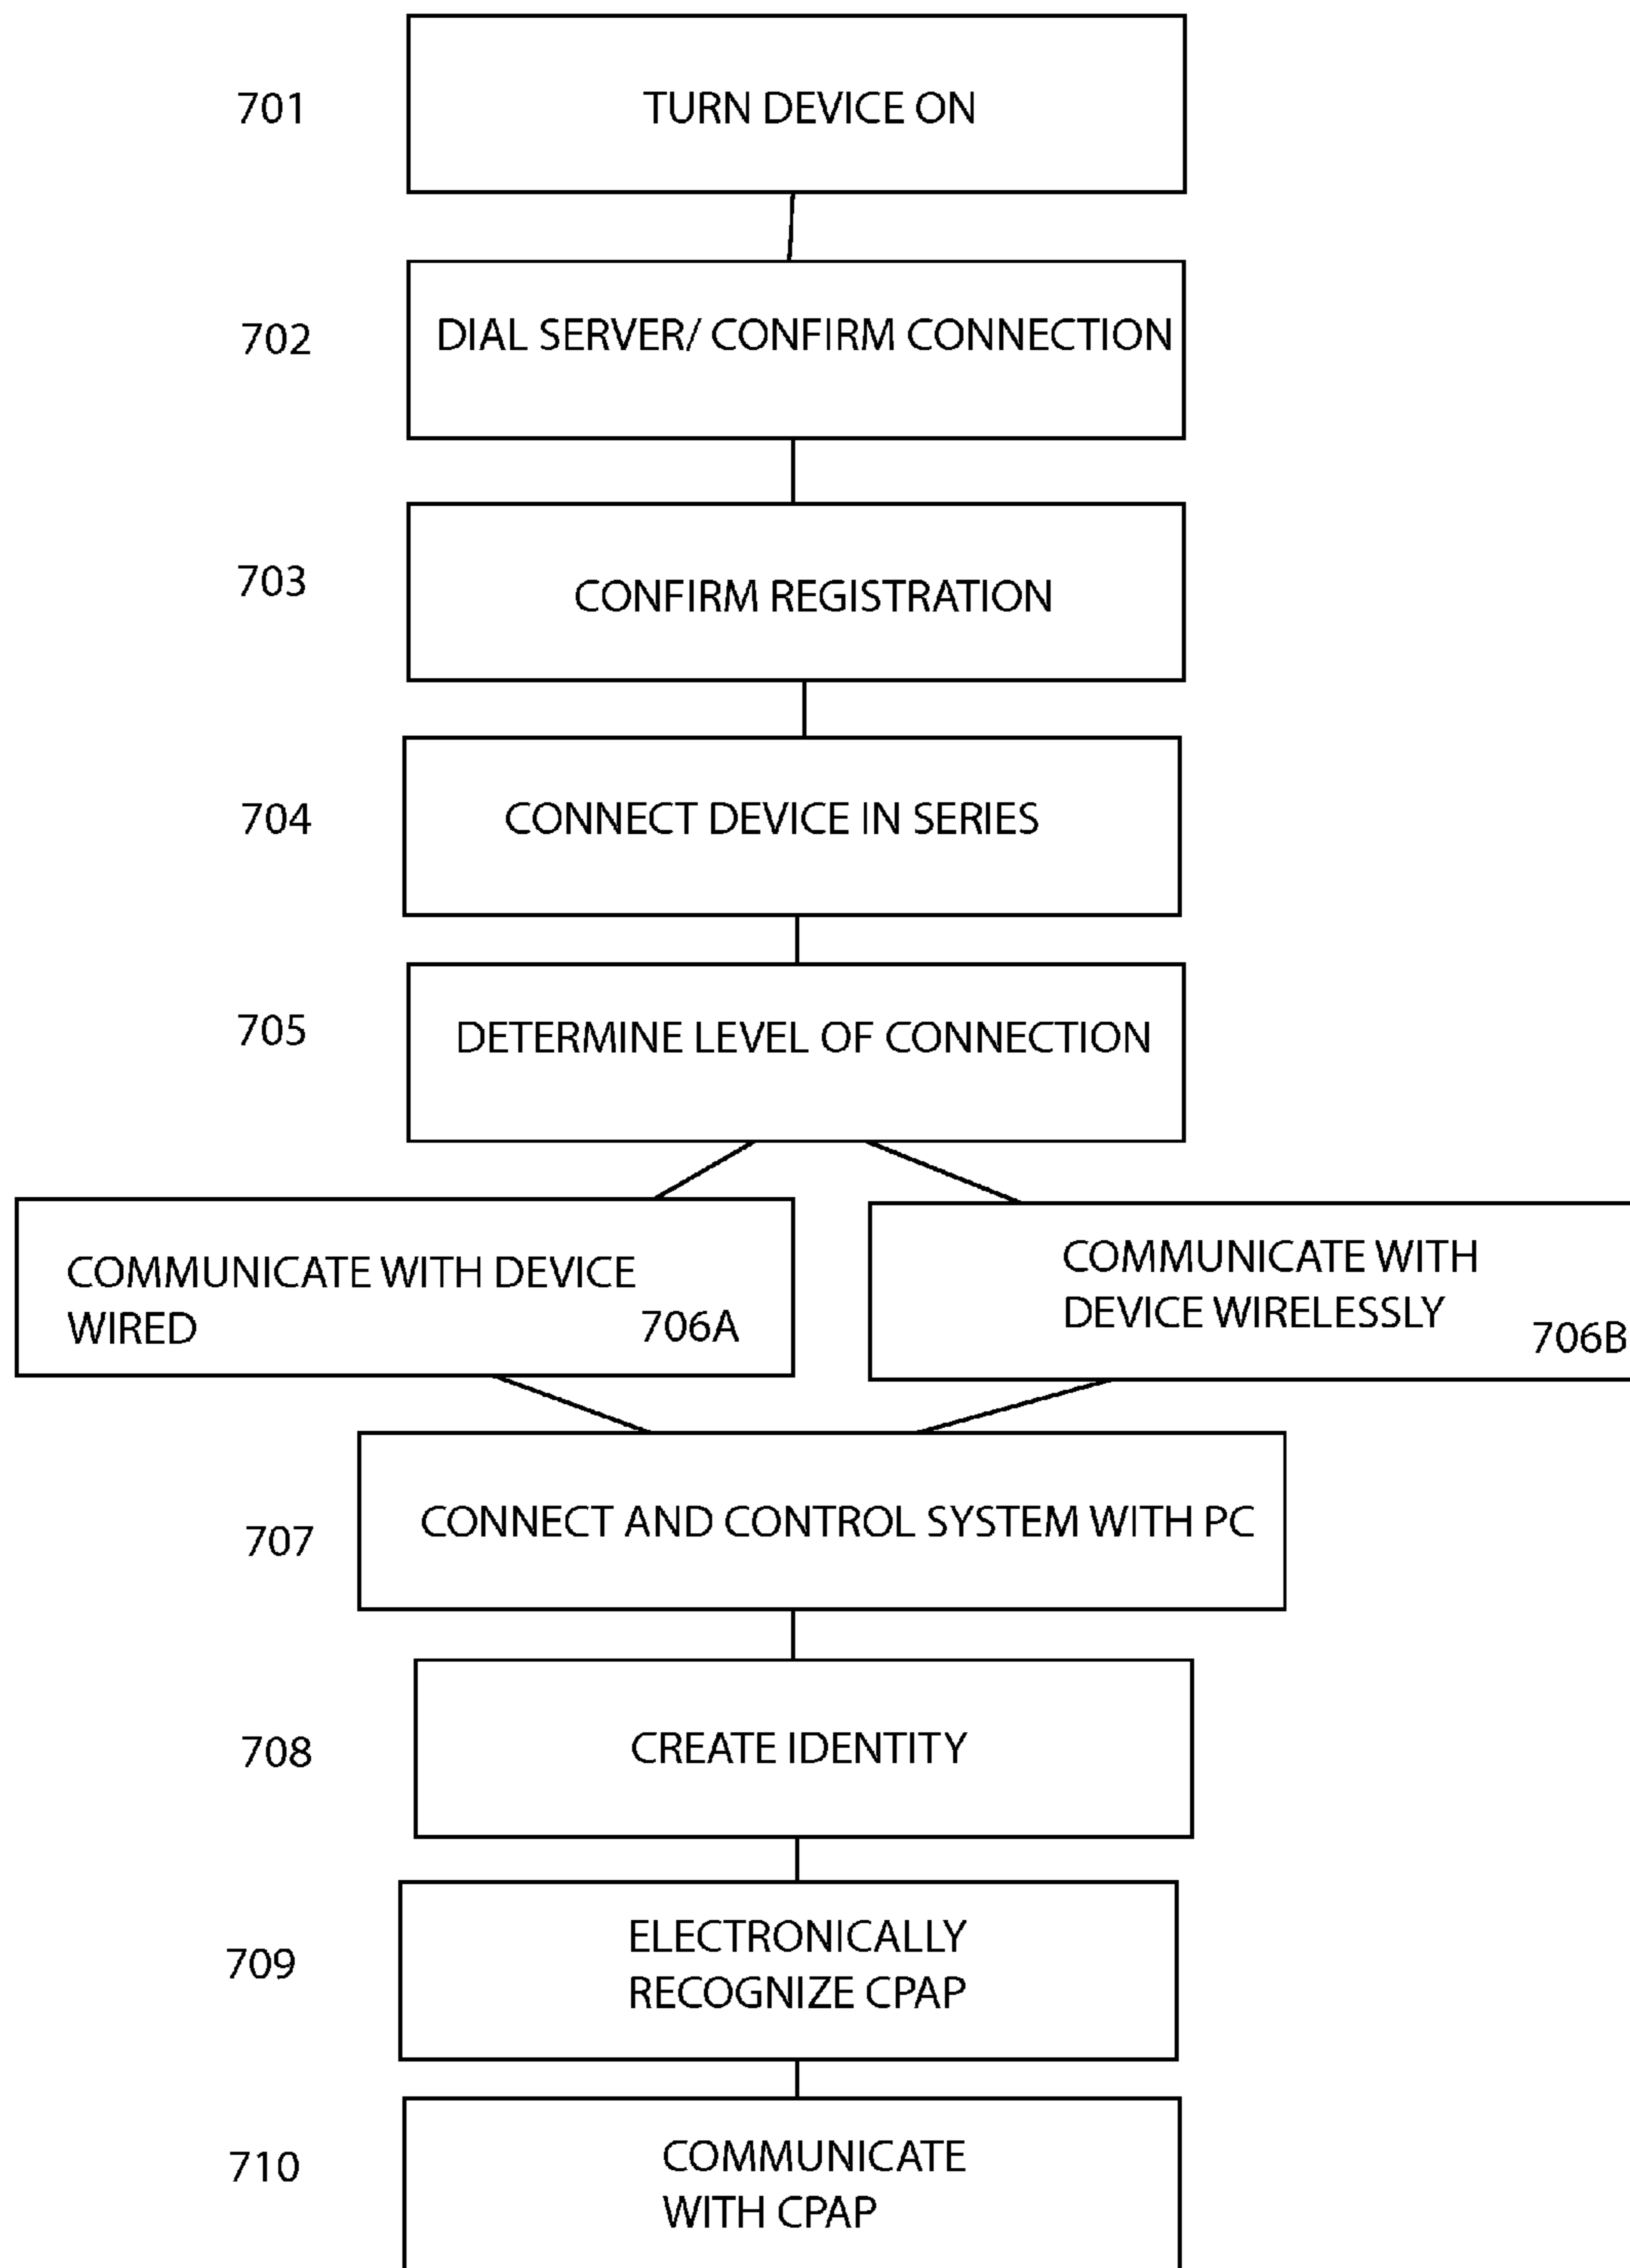 701
TURN DEVICE ON
702
DIAL SERVER/ CONFIRM CONNECTION
703
CONFIRM REGISTRATION
704
CONNECT DEVICE IN SERIES
705
DETERMINE LEVEL OF CONNECTION
COMMUNICATE WITH DEVICE
WIRED
706A
COMMUNICATE WITH
DEVICE WIRELESSLY
706B
707
CONNECT AND CONTROL SYSTEM WITH PC
708
CREATE IDENTITY
709
ELECTRONICALLY
RECOGNIZE CPAP
710
COMMUNICATE
WITH CPAP